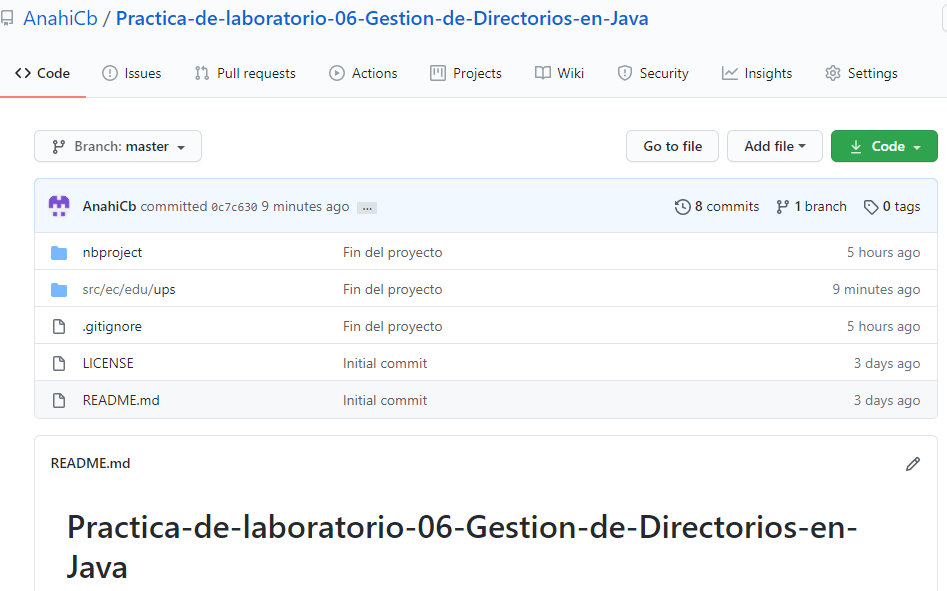 AnahiCb / Practica-de-laboratorio-06-Gestion-de-Directorios-en-Java
Code Issues Pull requests Actions Projects Wiki Security Insights Settings
Branch: master Go to file Add file Code
AnahiCb committed 0c7c630 9 minutes ago ... 8 commits 1 branch 0 tags
nbproject Fin del proyecto 5 hours ago
src/ec/edu/ups Fin del proyecto 9 minutes ago
.gitignore Fin del proyecto 5 hours ago
LICENSE Initial commit 3 days ago
README.md Initial commit 3 days ago
README.md
Practica-de-laboratorio-06-Gestion-de-Directorios-en-
Java